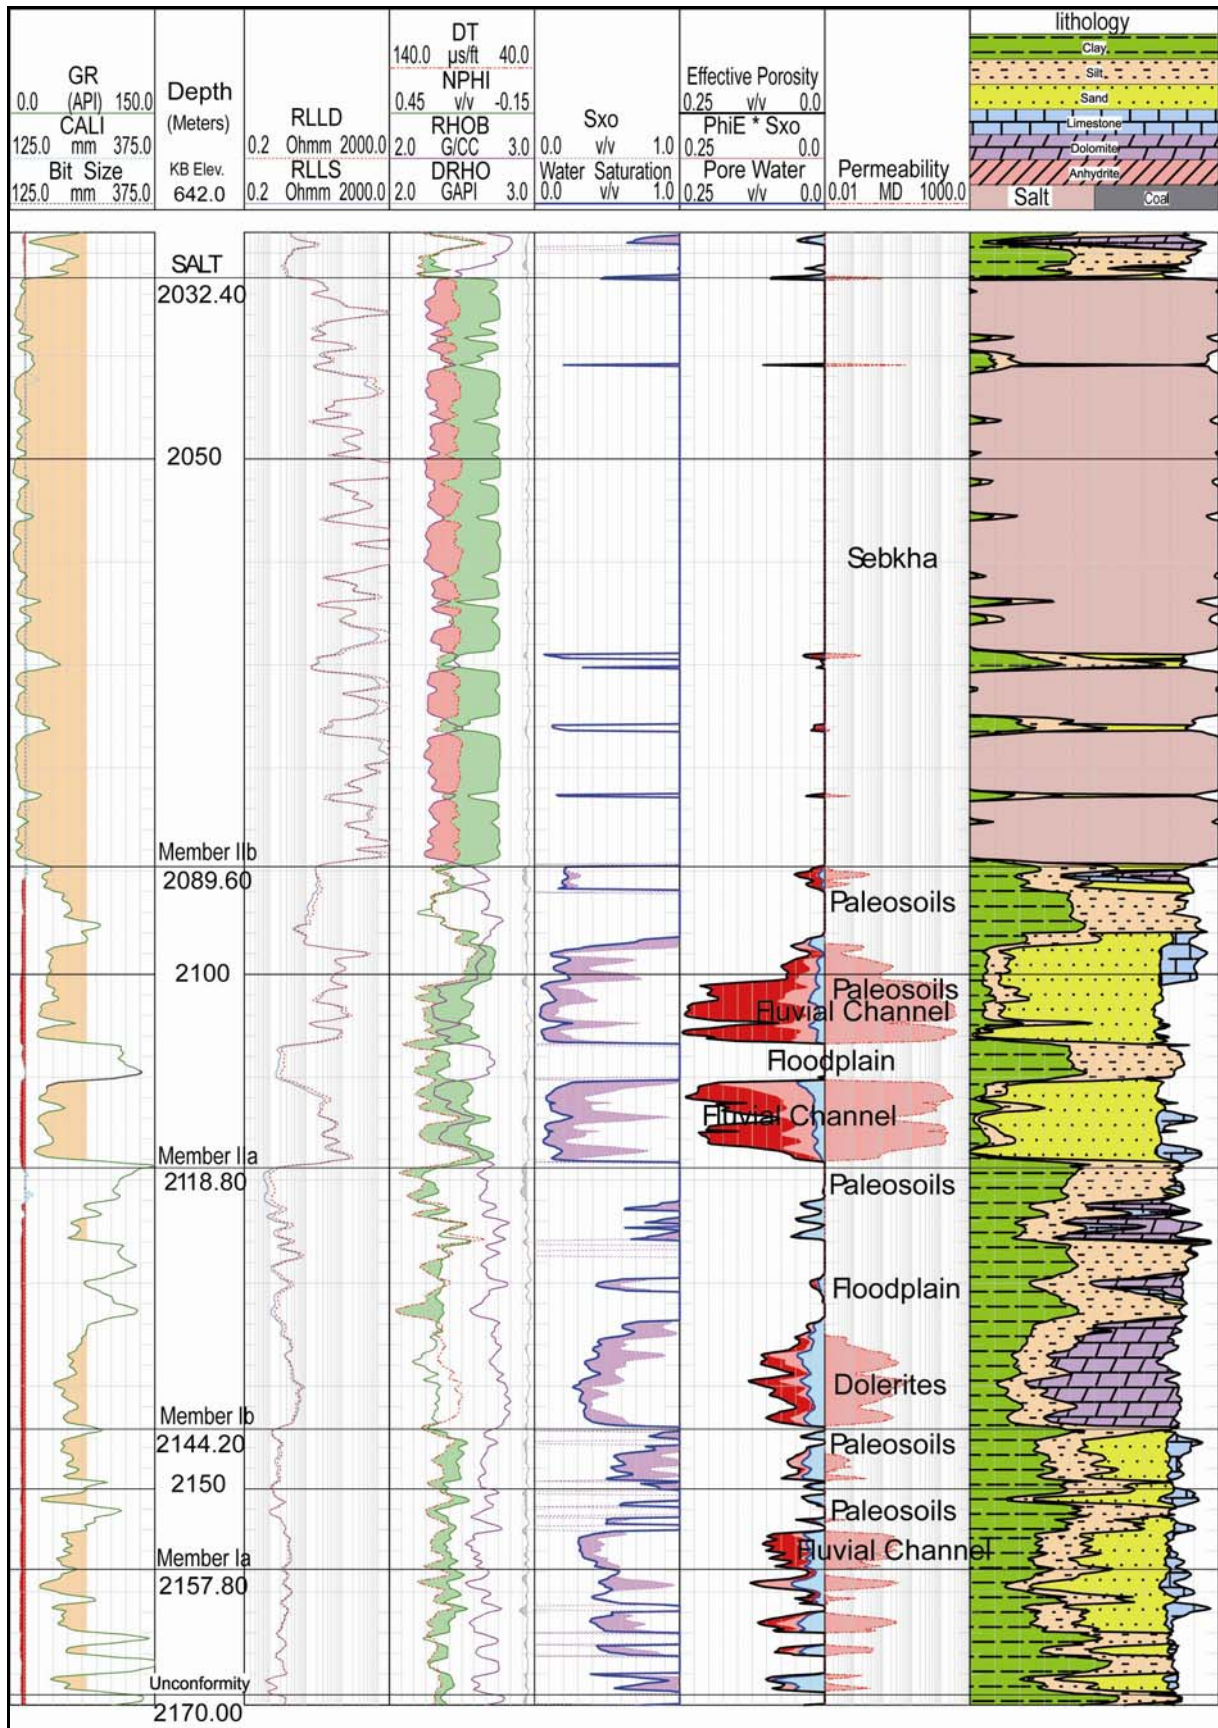 GR
0.0 (API) 150.0
CALI
125.0 mm 375.0
Bit Size
125.0 mm 375.0
Depth
(Meters)
KB Elev.
642.0
RLLD
0.2 Ohmm 2000.0
RLLS
0.2 Ohmm 2000.0
DT
140.0 µs/ft 40.0
NPHI
0.45 v/v -0.15
RHOB
2.0 G/CC 3.0
DRHO
2.0 GAPI 3.0
Sxo
0.0 v/v 1.0
Water Saturation
0.0 v/v 1.0
Effective Porosity
0.25 v/v 0.0
PhiE * Sxo
0.25 0.0
Pore Water
0.25 v/v 0.0
Permeability
0.01 MD 1000.0
lithology
Clay
Silt
Sand
Limestone
Dolomite
Anhydrite
Salt Coal
SALT
2032.40
2050
Sebkha
Member IIb
2089.60
Paleosoils
2100
Paleosoils
Fluvial Channel
Floodplain
Fluvial Channel
Member IIa
2118.80
Paleosoils
Floodplain
Dolerites
Member Ib
2144.20
Paleosoils
2150
Paleosoils
Fluvial Channel
Member Ia
2157.80
Unconformity
2170.00